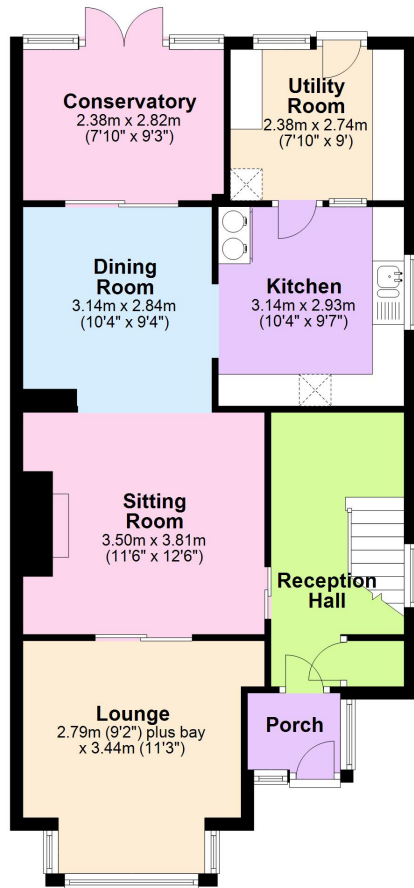 Conservatory
2.38m x 2.82m
(7'10" x 9'3")
Utility
Room
2.38m x 2.74m
(7'10" x 9')
Dining
Room
3.14m x 2.84m
(10'4" x 9'4")
Kitchen
3.14m x 2.93m
(10'4" x 9'7")
Sitting
Room
3.50m x 3.81m
(11'6" x 12'6")
Reception
Hall
Lounge
2.79m (9'2") plus bay
x 3.44m (11'3")
Porch